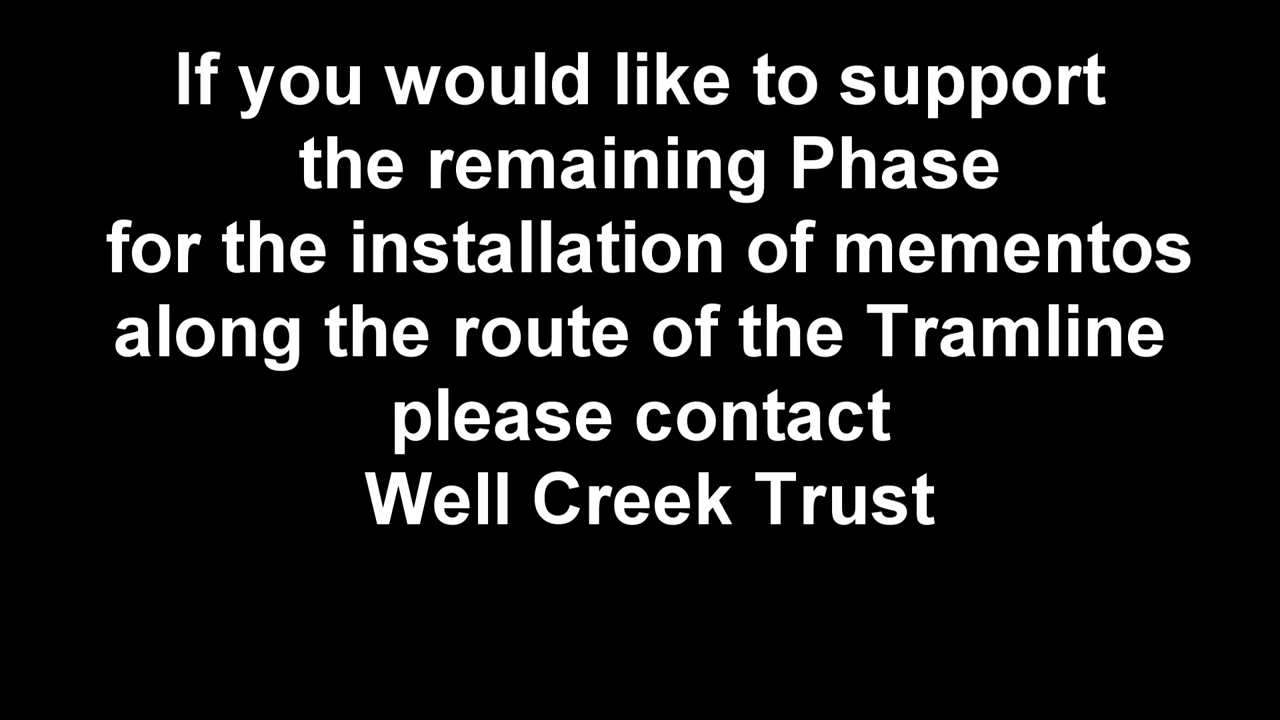 If you would like to support
the remaining Phase
for the installation of mementos
along the route of the Tramline
please contact
Well Creek Trust